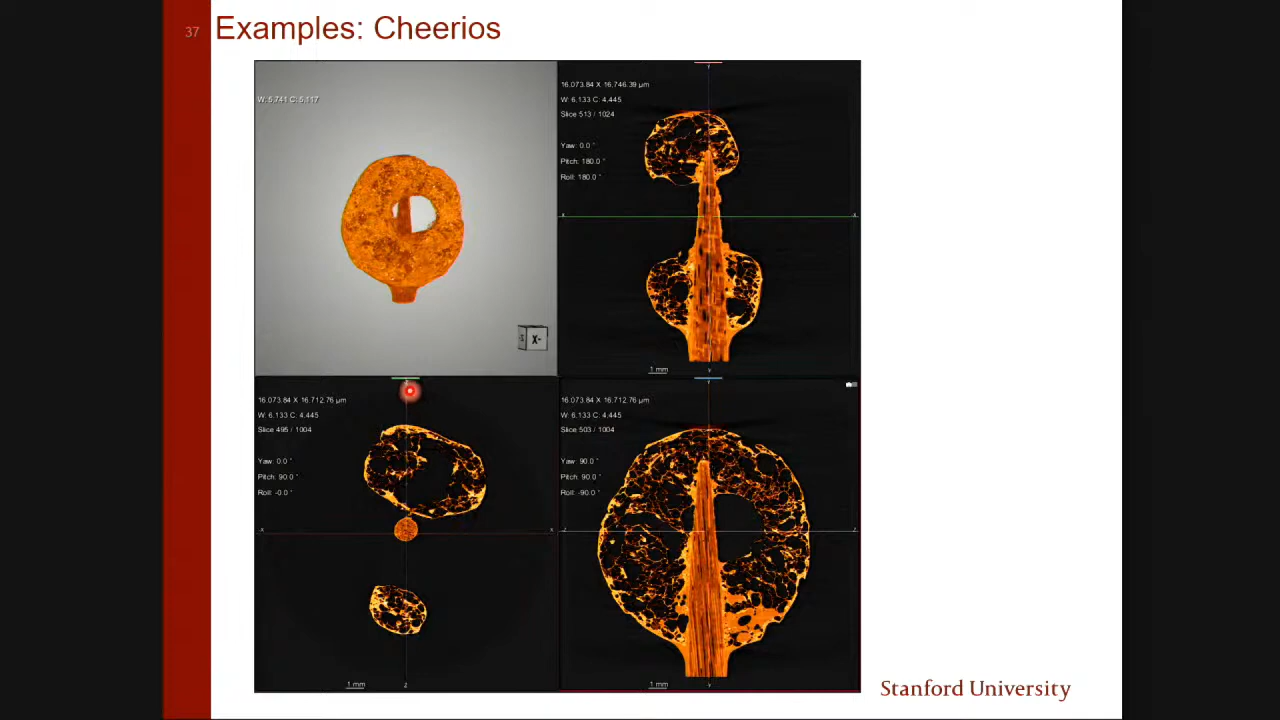 37
Examples: Cheerios
W: 5,741 C: 5,117
X-
16,073.84 X 16,746.39 µm
W: 6,133 C: 4,445
Slice 513 / 1024
Yaw: 0.0 °
Pitch: 180.0 °
Roll: 180.0 °
1 mm
16,073.84 X 16,712.76 µm
W: 6,133 C: 4,445
Slice 495 / 1004
Yaw: 0.0 °
Pitch: 90.0 °
Roll: -0.0 °
1 mm
16,073.84 X 16,712.76 µm
W: 6,133 C: 4,445
Slice 503 / 1004
Yaw: 90.0 °
Pitch: 90.0 °
Roll: -90.0 °
1 mm
Stanford University